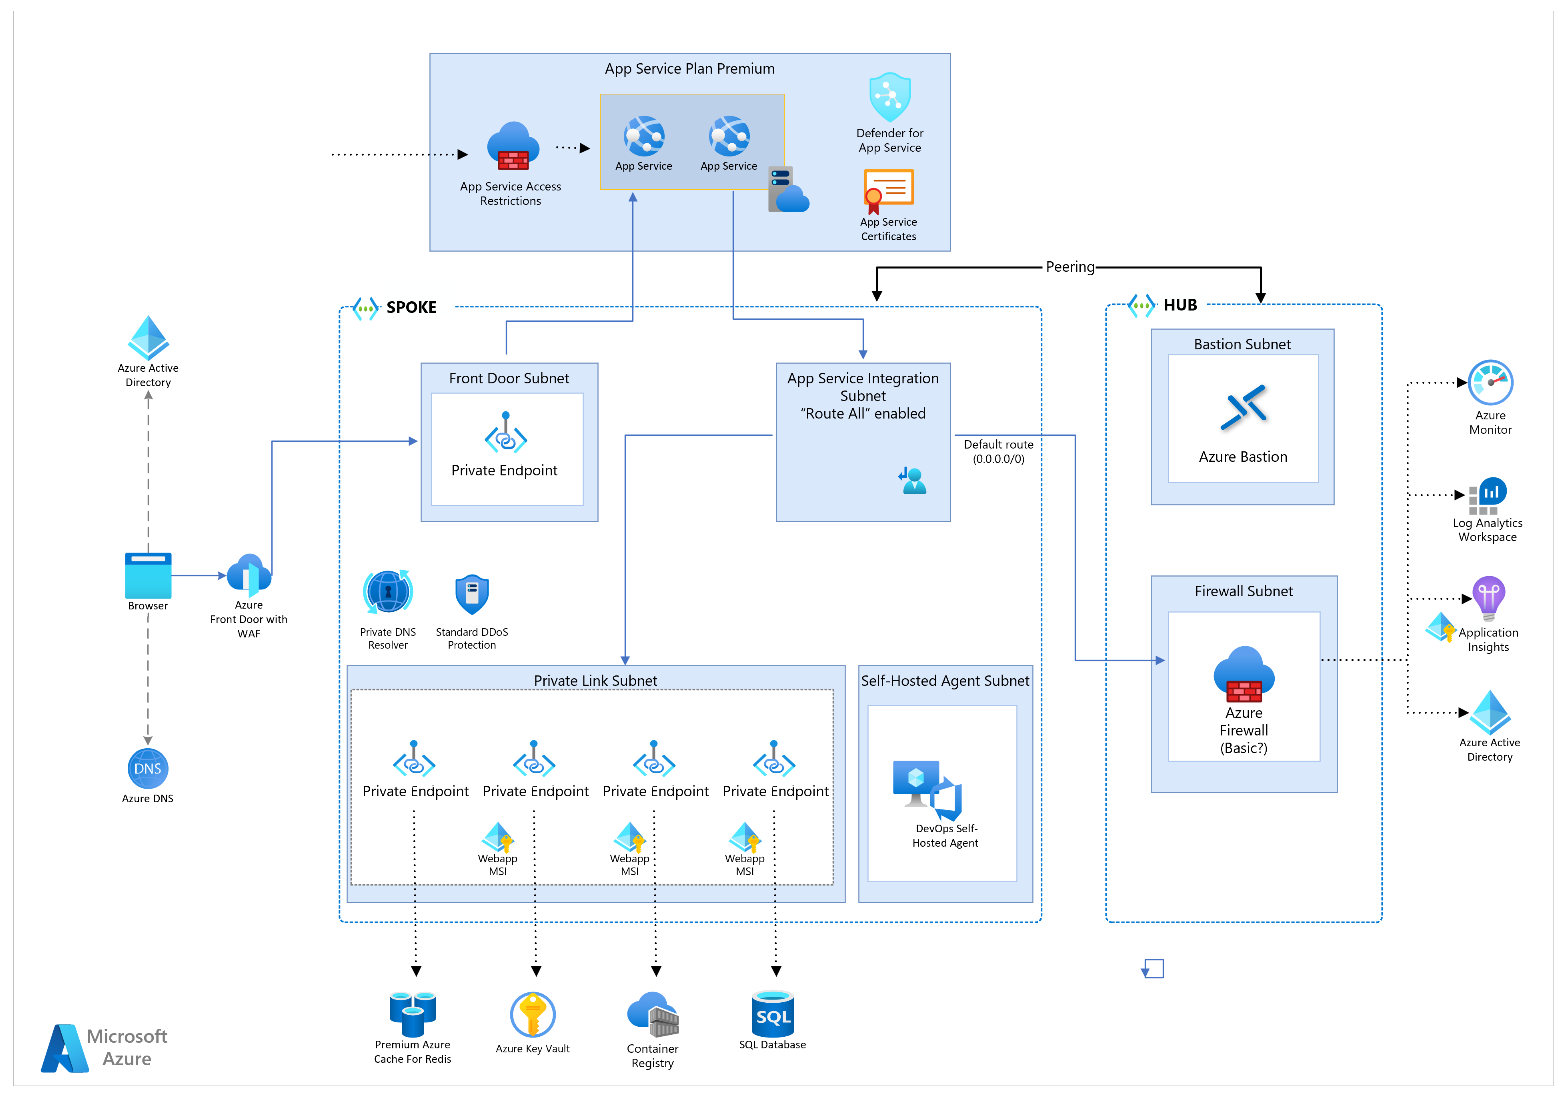 App Service Plan Premium
App Service
App Service
App Service Access
Restrictions
Defender for
App Service
App Service
Certificates
Peering
SPOKE
HUB
Azure Active
Directory
Front Door Subnet
Private Endpoint
App Service Integration
Subnet
“Route All” enabled
Default route
(0.0.0.0/0)
Bastion Subnet
Azure Bastion
Azure
Monitor
Log Analytics
Workspace
Browser
Azure
Front Door with
WAF
Private DNS
Resolver
Standard DDoS
Protection
Firewall Subnet
Azure
Firewall
(Basic?)
Application
Insights
Azure Active
Directory
DNS
Azure DNS
Private Link Subnet
Private Endpoint
Private Endpoint
Private Endpoint
Private Endpoint
Webapp
MSI
Webapp
MSI
Webapp
MSI
Self-Hosted Agent Subnet
DevOps Self-
Hosted Agent
Premium Azure
Cache For Redis
Azure Key Vault
Container
Registry
SQL
SQL Database
Microsoft
Azure